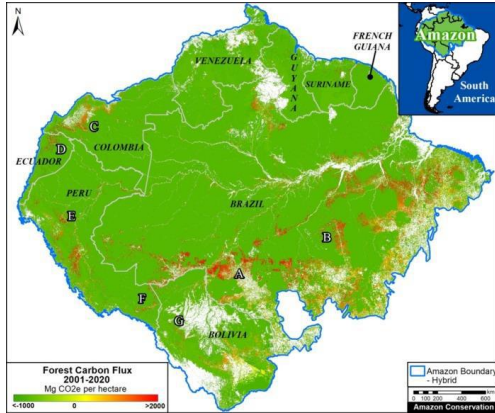 N
FRENCH
GUIANA
VENEZUELA
GUYANA
SURINAME
Amazon
South
America
C
D
COLOMBIA
ECUADOR
PERU
E
BRAZIL
B
A
F
G
BOLIVIA
Forest Carbon Flux
2001-2020
Mg CO2e per hectare
<-1000 0 >2000
Amazon Boundary
- Hybrid
0 100 200 400 600
km
Amazon Conservation